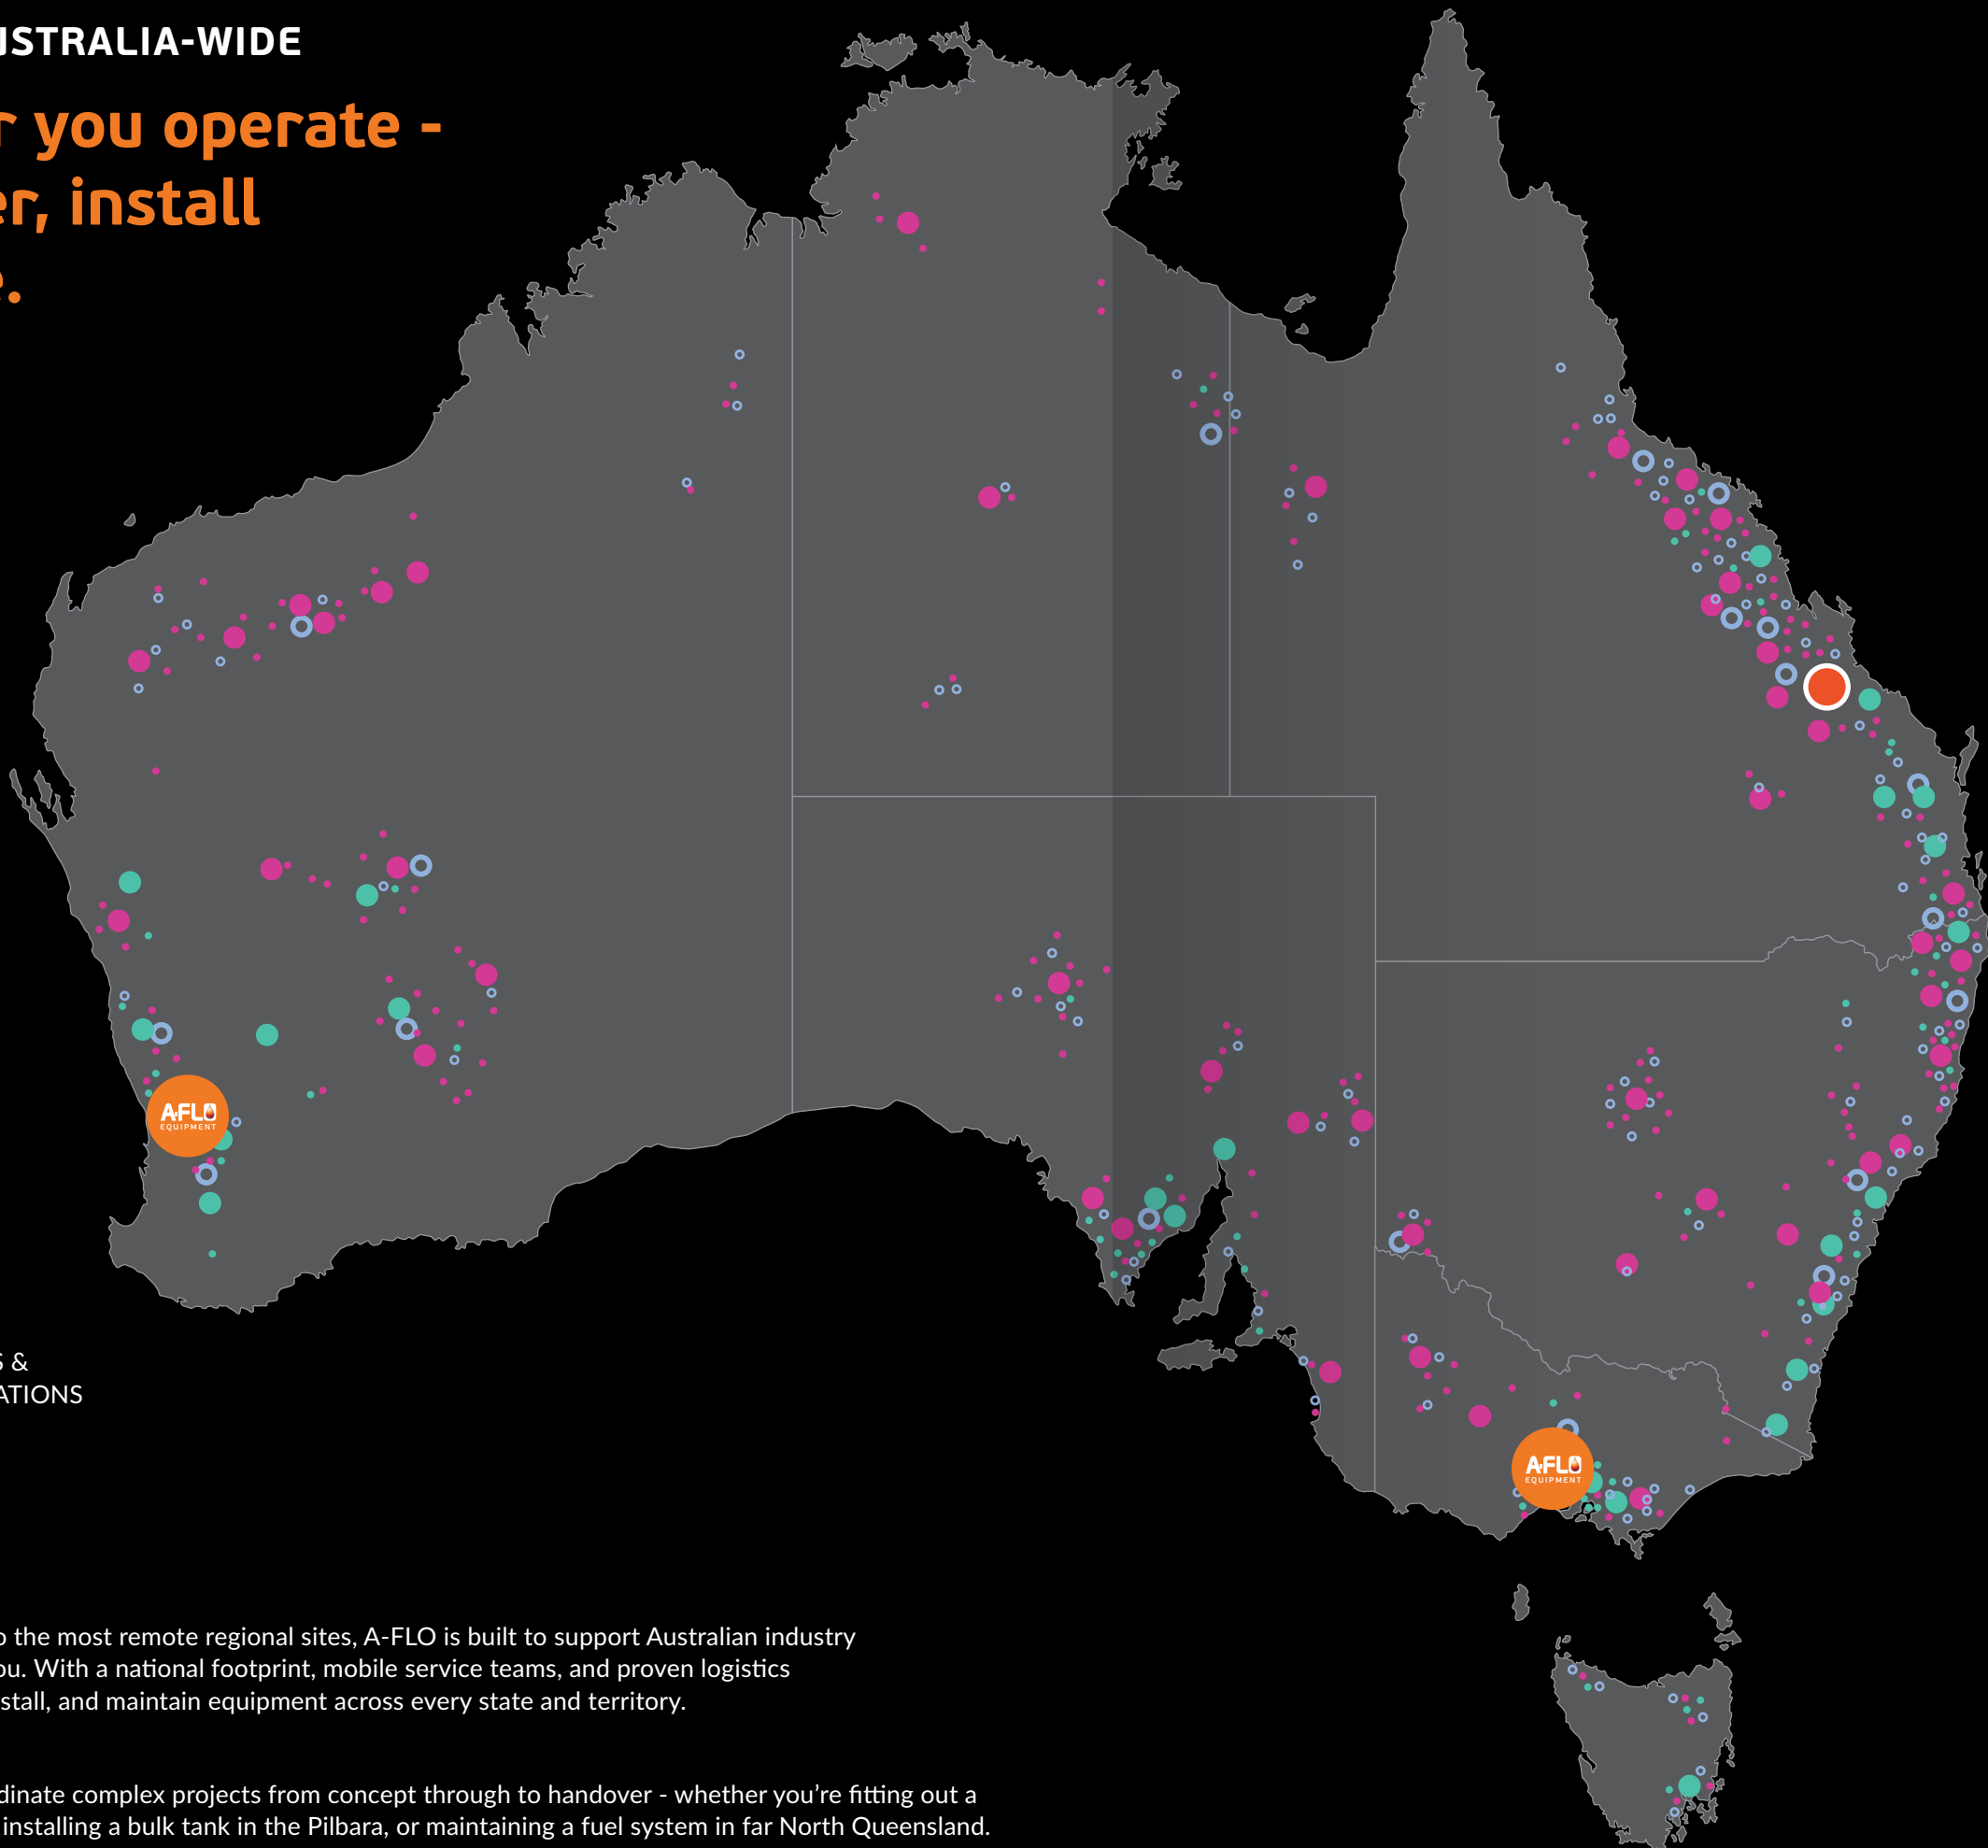 USTRALIA-WIDE
r you operate -
er, install
e.
A-FLO
EQUIPMENT
A-FLO
EQUIPMENT
S &
ATIONS
o the most remote regional sites, A-FLO is built to support Australian industry
ou. With a national footprint, mobile service teams, and proven logistics
stall, and maintain equipment across every state and territory.
dinate complex projects from concept through to handover - whether you’re fitting out a
installing a bulk tank in the Pilbara, or maintaining a fuel system in far North Queensland.